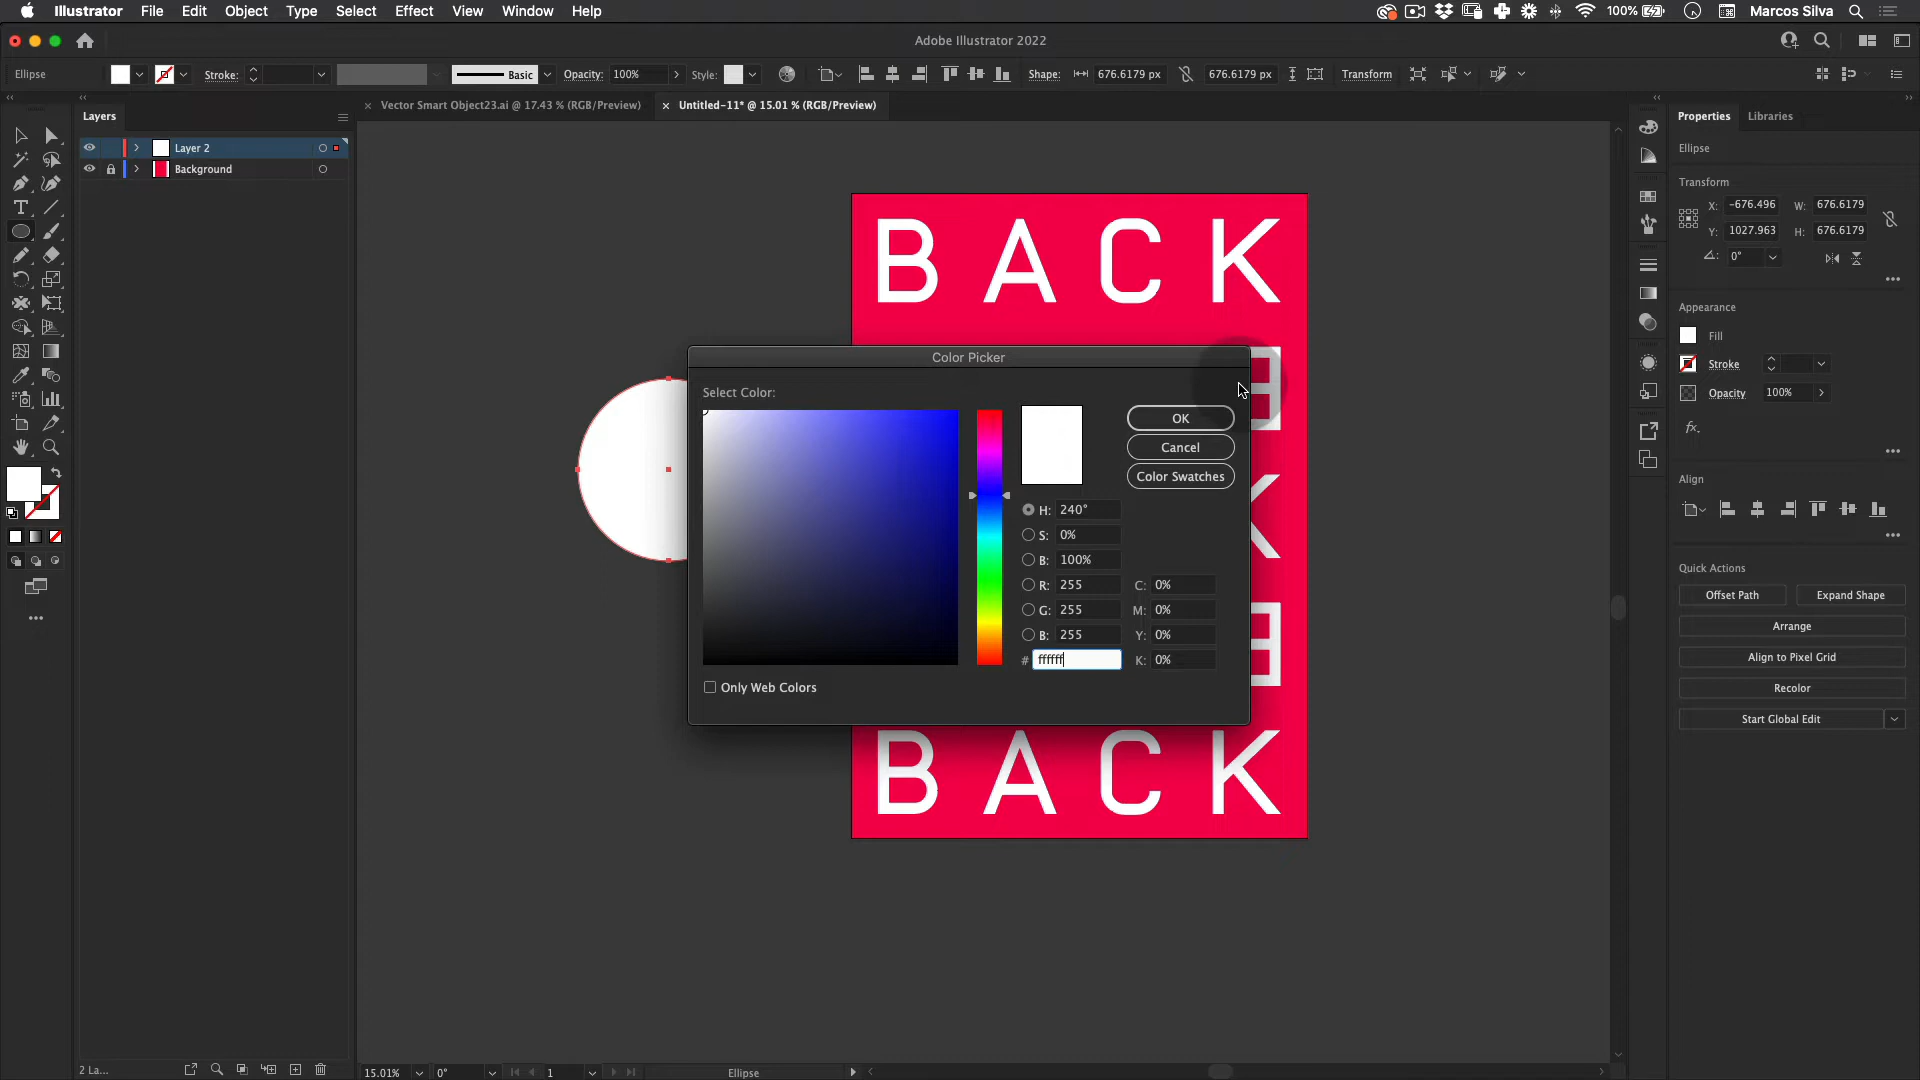 Illustrator File Edit Object Type Select Effect View Window Help 100% Marcos Silva
Adobe Illustrator 2022
Ellipse Stroke: Basic Opacity: 100% Style: Shape: 676.6179 px 676.6179 px Transform
Layers
Vector Smart Object23.ai @ 17.43 % (RGB/Preview)
Untitled-11* @ 15.01 % (RGB/Preview)
Properties Libraries
Layer 2
Background
Ellipse
Transform
X: -676.496 W: 676.6179
Y: 1027.963 H: 676.6179
0°
Appearance
Fill
Stroke
Opacity 100%
fx.
Align
Quick Actions
Offset Path Expand Shape
Arrange
Align to Pixel Grid
Recolor
Start Global Edit
BACK
Color Picker
Select Color:
OK
Cancel
Color Swatches
H: 240°
S: 0%
B: 100%
R: 255 C: 0%
G: 255 M: 0%
B: 255 Y: 0%
# ffffff K: 0%
Only Web Colors
BACK
2 La...
15.01% 0° 1 Ellipse